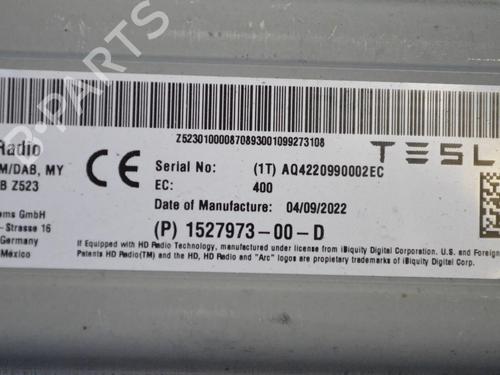 Z5230100008708930010992 73108
Radio
M/DAB, MY
B Z523
CE
Serial No: (1T) AQ4220990002EC
TESL
EC: 400
Date of Manufacture: 04/09/2022
(P) 1527973-00-D
ems GmbH
- Strasse 16
Germany
México
If Equipped with HD Radio Technology, manufactured under license from iBiquity Digital Corporation. U.S. and Foreign
Patents HD Radio(TM) and the HD, HD Radio and "Arc" logos are proprietary trademarks of iBiquity Digital Corp.
B-PARTS